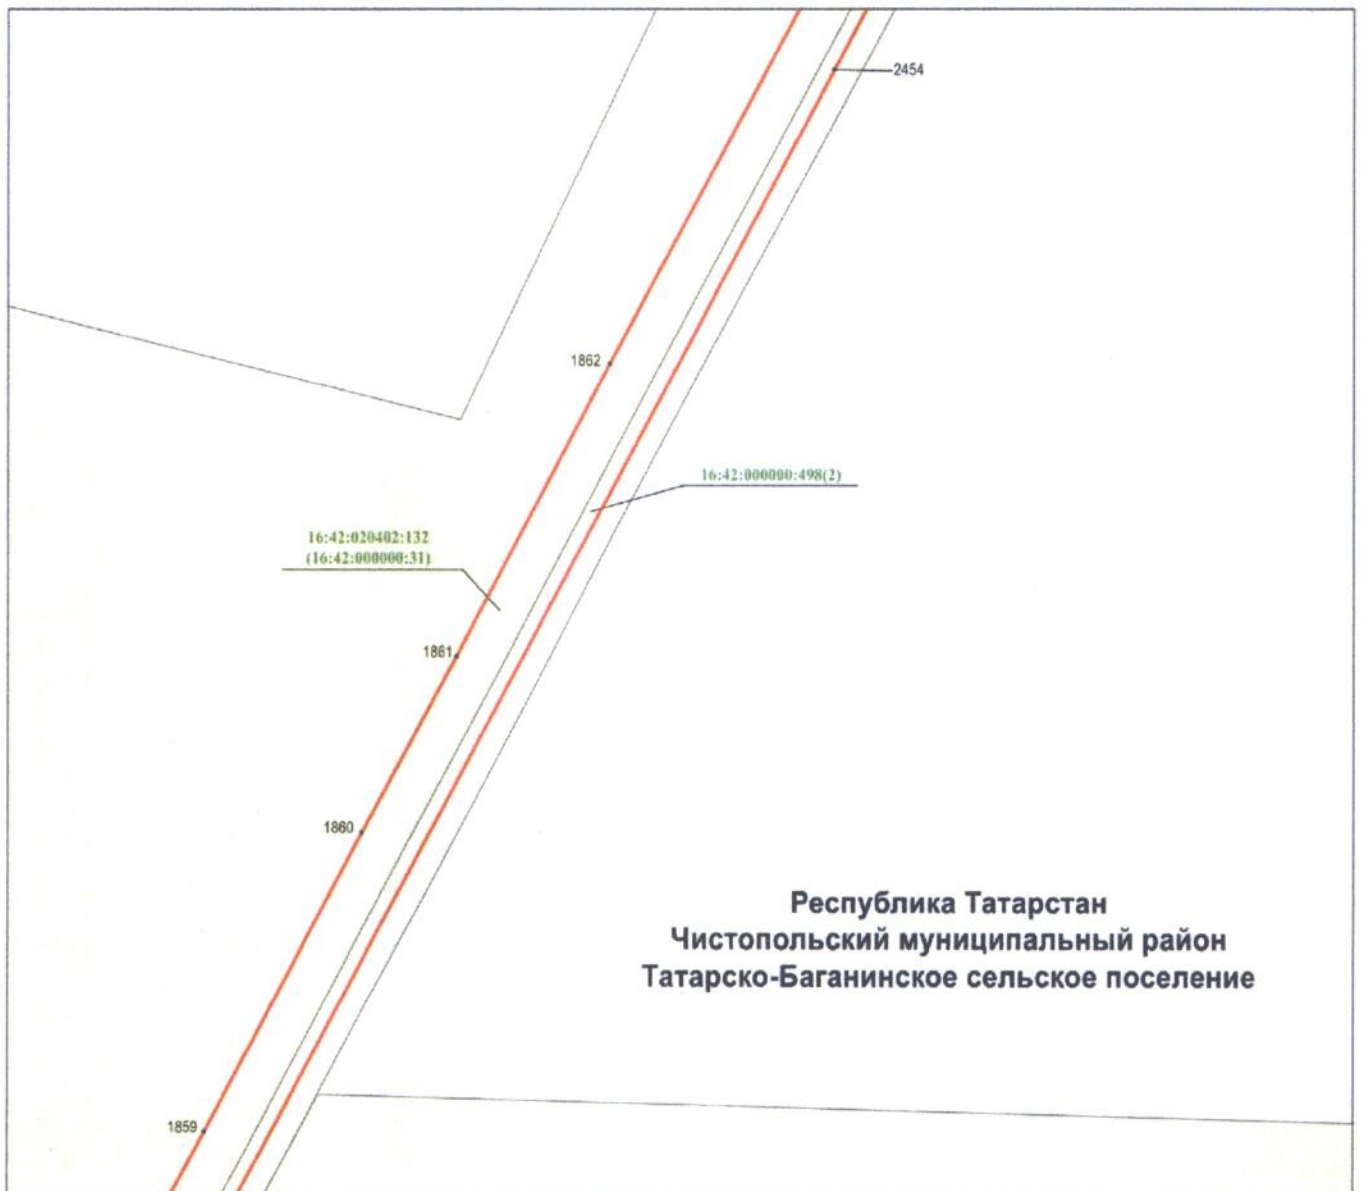 2454
1862
16:42:000000:498(2)
16:42:020402:132
(16:42:000000:31)
1861
1860
Республика Татарстан
Чистопольский муниципальный район
Татарско-Баганинское сельское поселение
1859